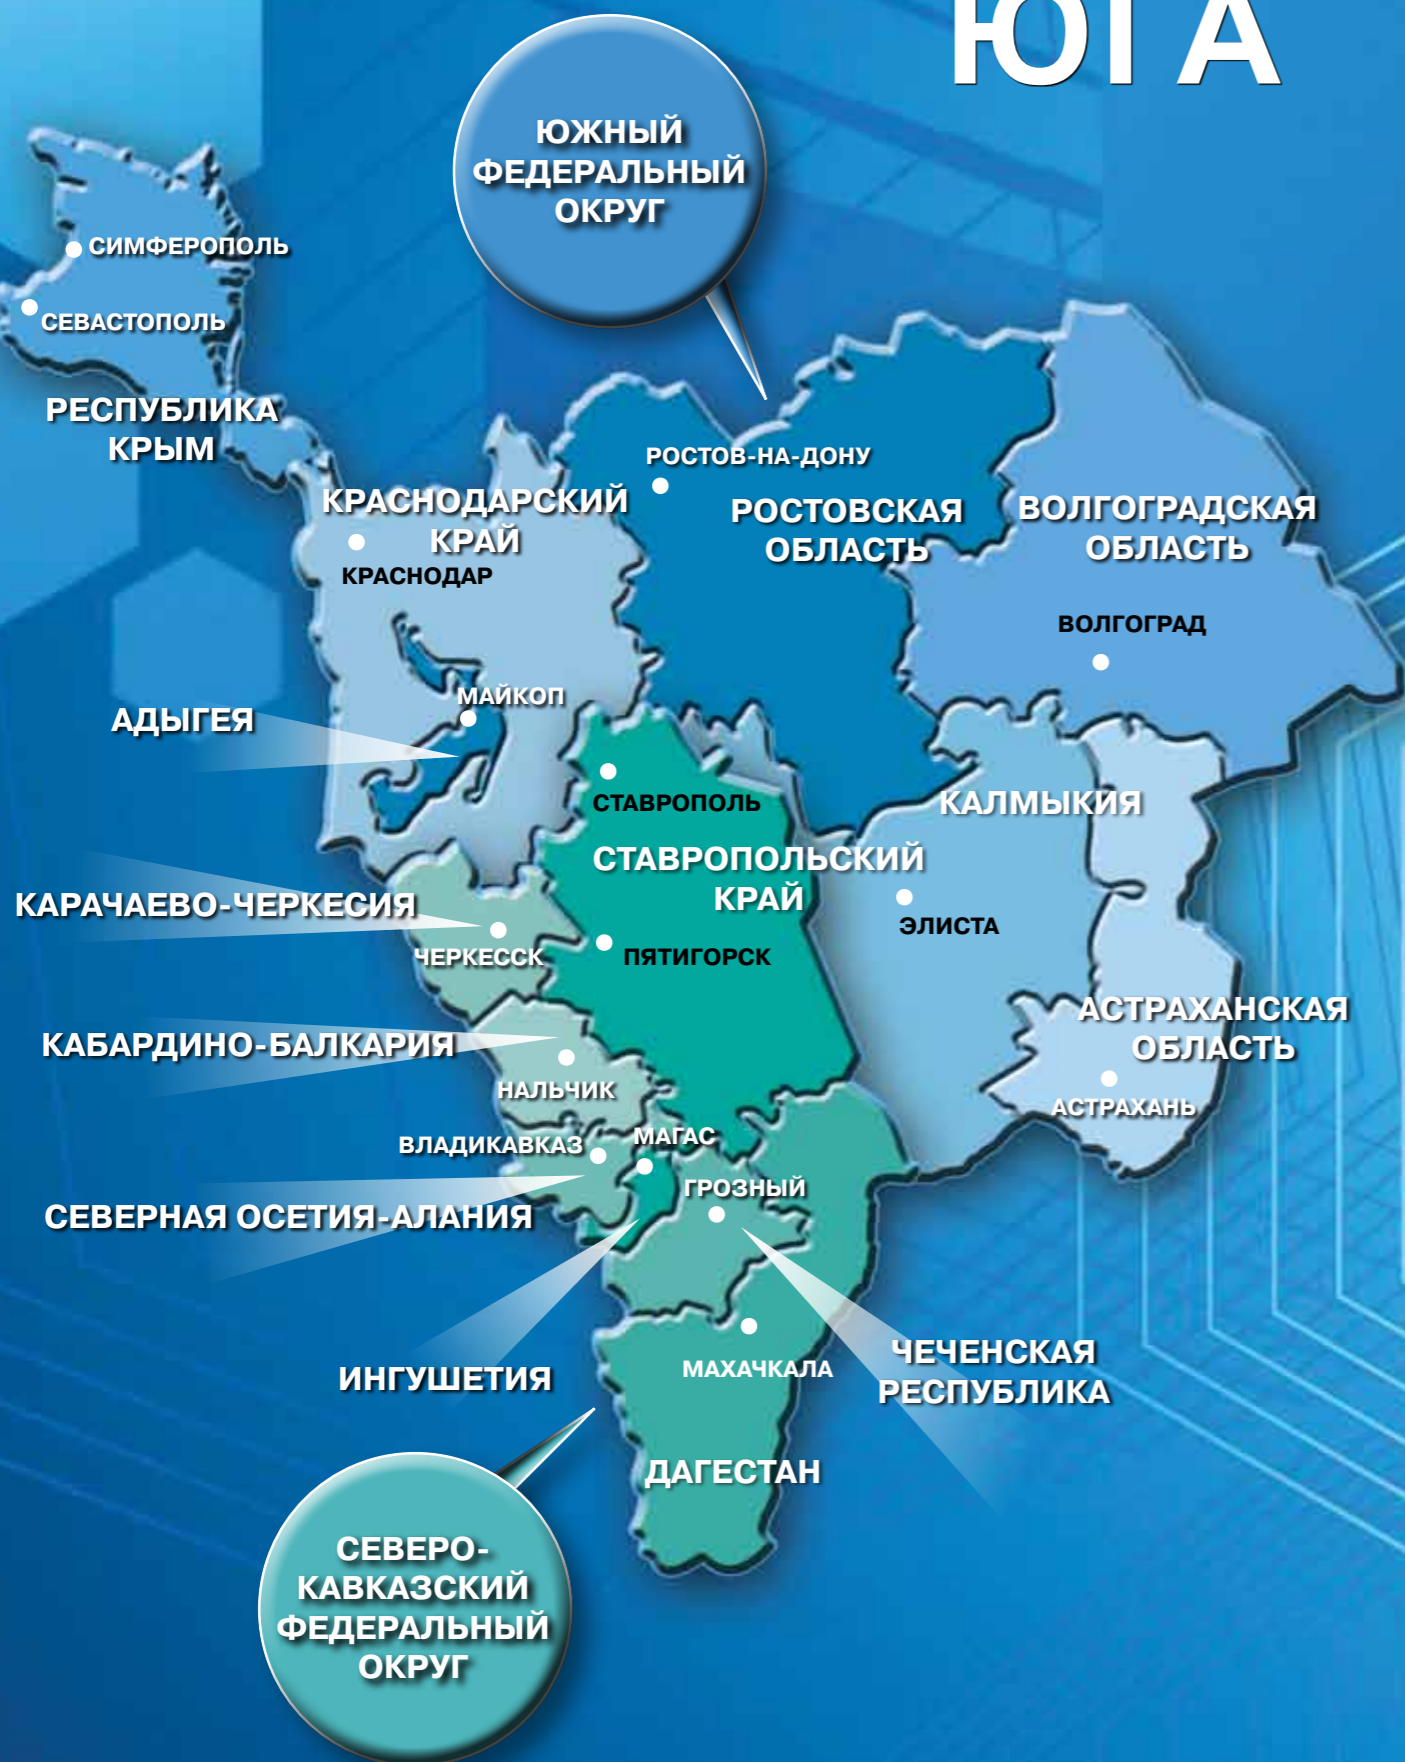 ЮГА
ЮЖНЫЙ
ФЕДЕРАЛЬНЫЙ
ОКРУГ
СИМФЕРОПОЛЬ
СЕВАСТОПОЛЬ
РЕСПУБЛИКА
КРЫМ
РОСТОВ-НА-ДОНУ
КРАСНОДАРСКИЙ
КРАЙ
РОСТОВСКАЯ
ОБЛАСТЬ
ВОЛГОГРАДСКАЯ
ОБЛАСТЬ
КРАСНОДАР
ВОЛГОГРАД
МАЙКОП
АДЫГЕЯ
СТАВРОПОЛЬ
КАЛМЫКИЯ
СТАВРОПОЛЬСКИЙ
КРАЙ
КАРАЧАЕВО-ЧЕРКЕСИЯ
ЭЛИСТА
ЧЕРКЕССК
ПЯТИГОРСК
АСТРАХАНСКАЯ
ОБЛАСТЬ
КАБАРДИНО-БАЛКАРИЯ
НАЛЬЧИК
АСТРАХАНЬ
ВЛАДИКАВКАЗ
МАГАС
ГРОЗНЫЙ
СЕВЕРНАЯ ОСЕТИЯ-АЛАНИЯ
ИНГУШЕТИЯ
МАХАЧКАЛА
ЧЕЧЕНСКАЯ
РЕСПУБЛИКА
ДАГЕСТАН
СЕВЕРО-
КАВКАЗСКИЙ
ФЕДЕРАЛЬНЫЙ
ОКРУГ